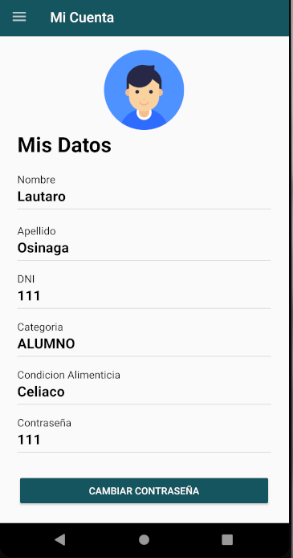 Mi Cuenta
Mis Datos
Nombre
Lautaro
Apellido
Osinaga
DNI
111
Categoria
ALUMNO
Condicion Alimenticia
Celiaco
Contraseña
111
CAMBIAR CONTRASEÑA